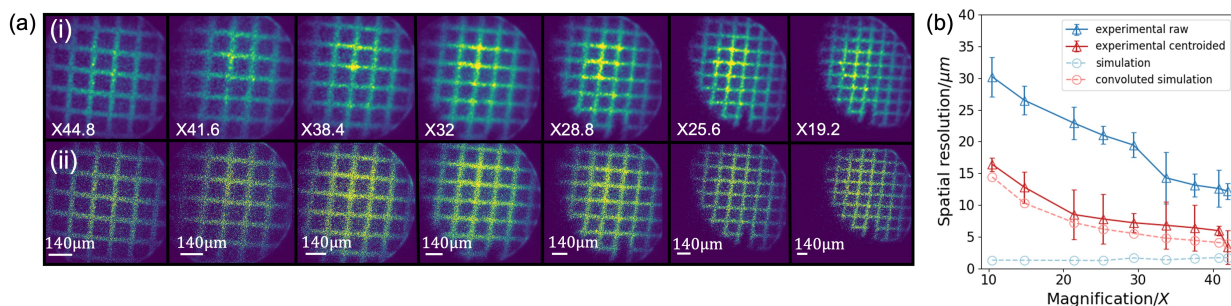 (a)
(i)
X44.8 X41.6 X38.4 X32 X28.8 X25.6 X19.2
(ii)
140μm 140μm 140μm 140μm 140μm 140μm 140μm
(b)
40
35
30
25
20
15
10
5
0
Spatial resolution/μm
experimental raw
experimental centroided
simulation
convoluted simulation
10 20 30 40
Magnification/X